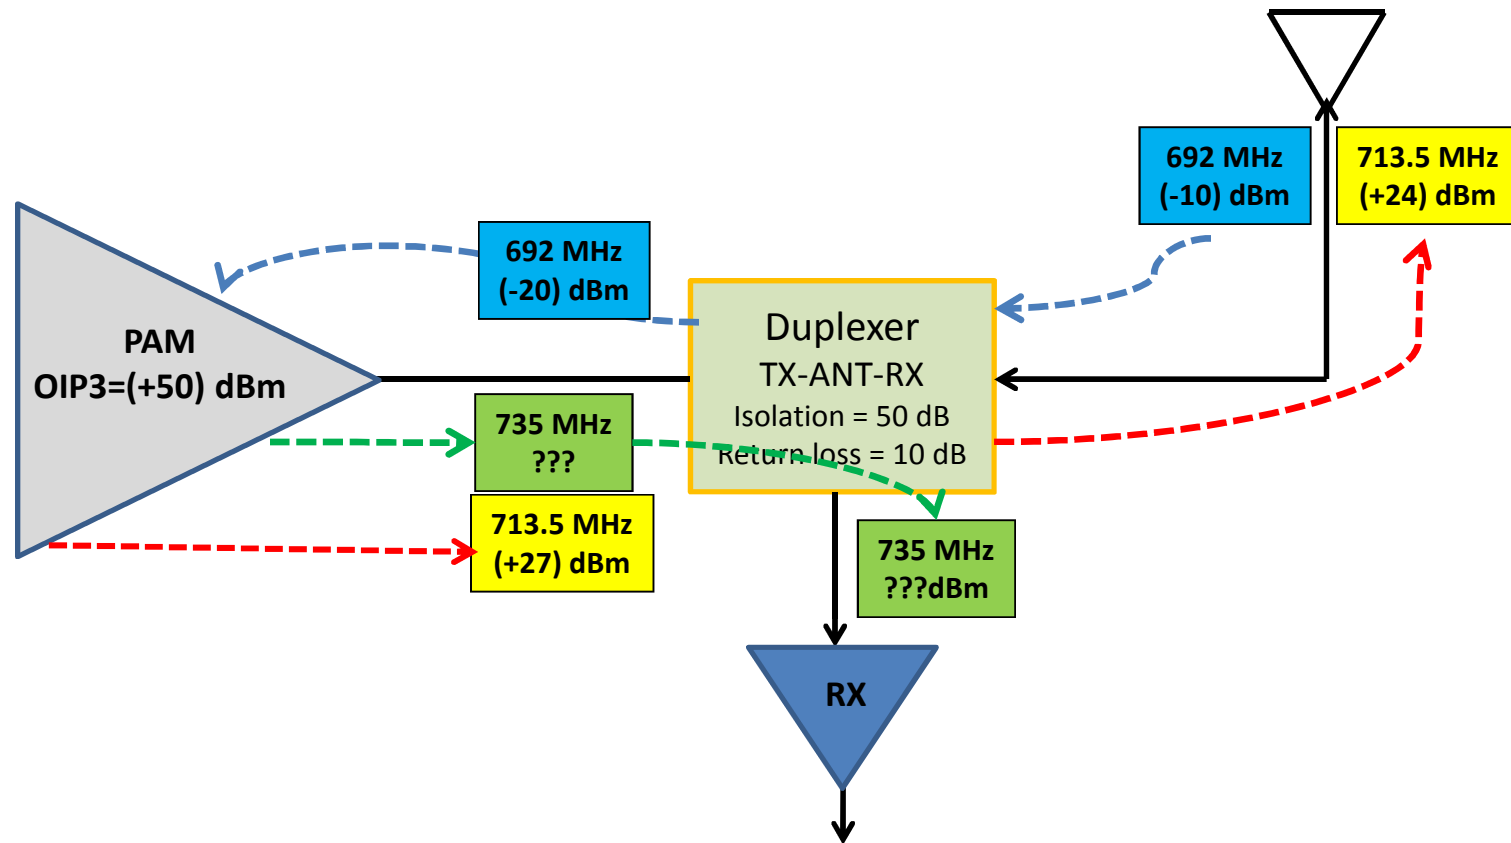 692 MHz
(-10) dBm
713.5 MHz
(+24) dBm
692 MHz
(-20) dBm
PAM
OIP3=(+50) dBm
Duplexer
TX-ANT-RX
Isolation = 50 dB
Return loss = 10 dB
735 MHz
???
713.5 MHz
(+27) dBm
735 MHz
???dBm
RX